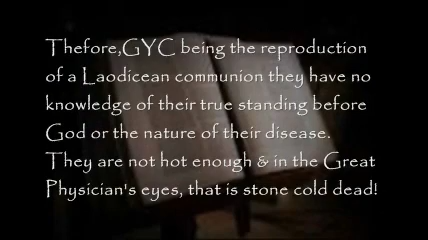 Thefore,GYC being the reproduction
of a Laodicean communion they have no
knowledge of their true standing before
God or the nature of their disease.
They are not hot enough & in the Great
Physician's eyes, that is stone cold dead!